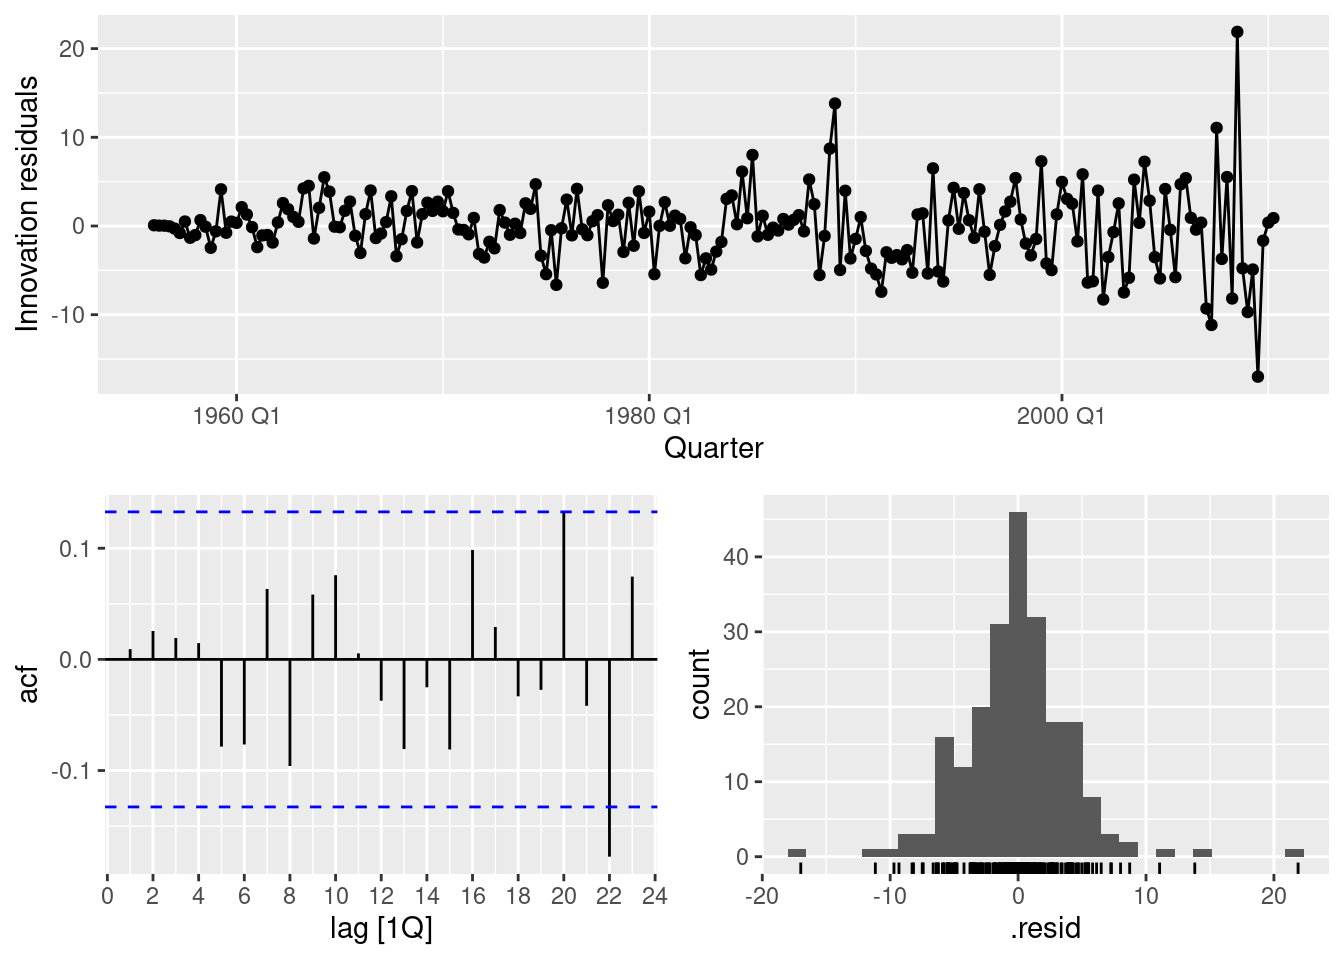 Innovation residuals
20
10
0
-10
1960 Q1 1980 Q1 2000 Q1
Quarter
acf
0.1
0.0
-0.1
0 2 4 6 8 10 12 14 16 18 20 22 24
lag [1Q]
count
40
30
20
10
0
-20 -10 0 10 20
.resid